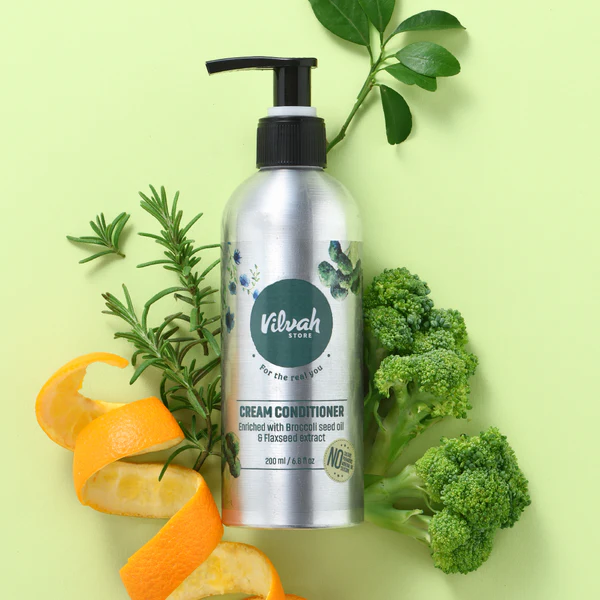 Vilvah
STORE
• For the real you •
CREAM CONDITIONER
Enriched with Broccoli seed oil
& Flaxseed extract
200 ml / 6.8 fl oz
NO